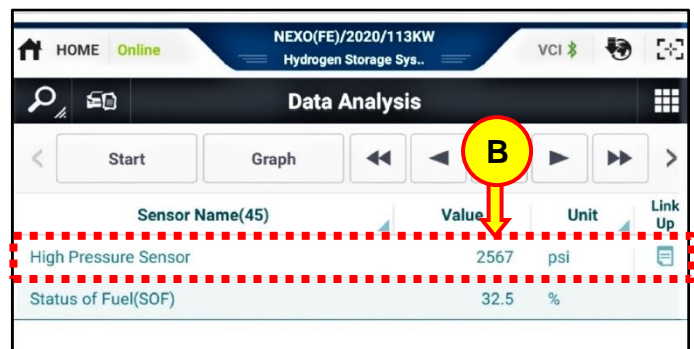 NEXO(FE)/2020/113KW
HOME Online Hydrogen Storage Sys.. VCI
Data Analysis
Start Graph B
Sensor Name(45) Value Unit Link Up
High Pressure Sensor 2567 psi
Status of Fuel(SOF) 32.5 %